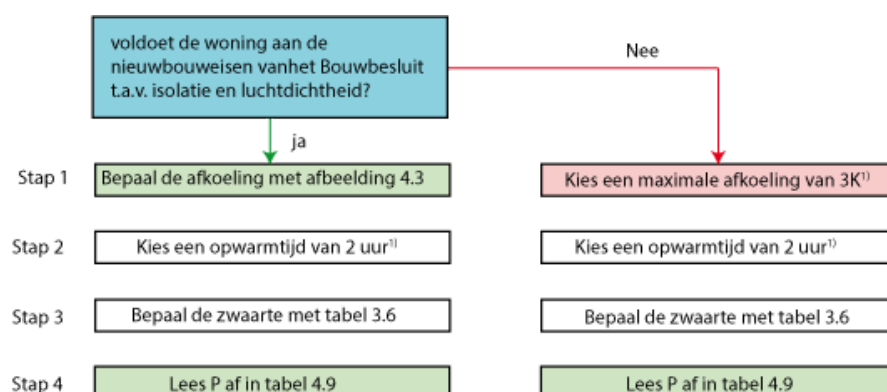 voldoet de woning aan de
nieuwbouweisen vanhet Bouwbesluit
t.a.v. isolatie en luchtdichtheid?
Nee
ja
Stap 1
Bepaal de afkoeling met afbeelding 4.3
Kies een maximale afkoeling van 3K¹⁾
Stap 2
Kies een opwarmtijd van 2 uur¹⁾
Kies een opwarmtijd van 2 uur¹⁾
Stap 3
Bepaal de zwaarte met tabel 3.6
Bepaal de zwaarte met tabel 3.6
Stap 4
Lees P af in tabel 4.9
Lees P af in tabel 4.9